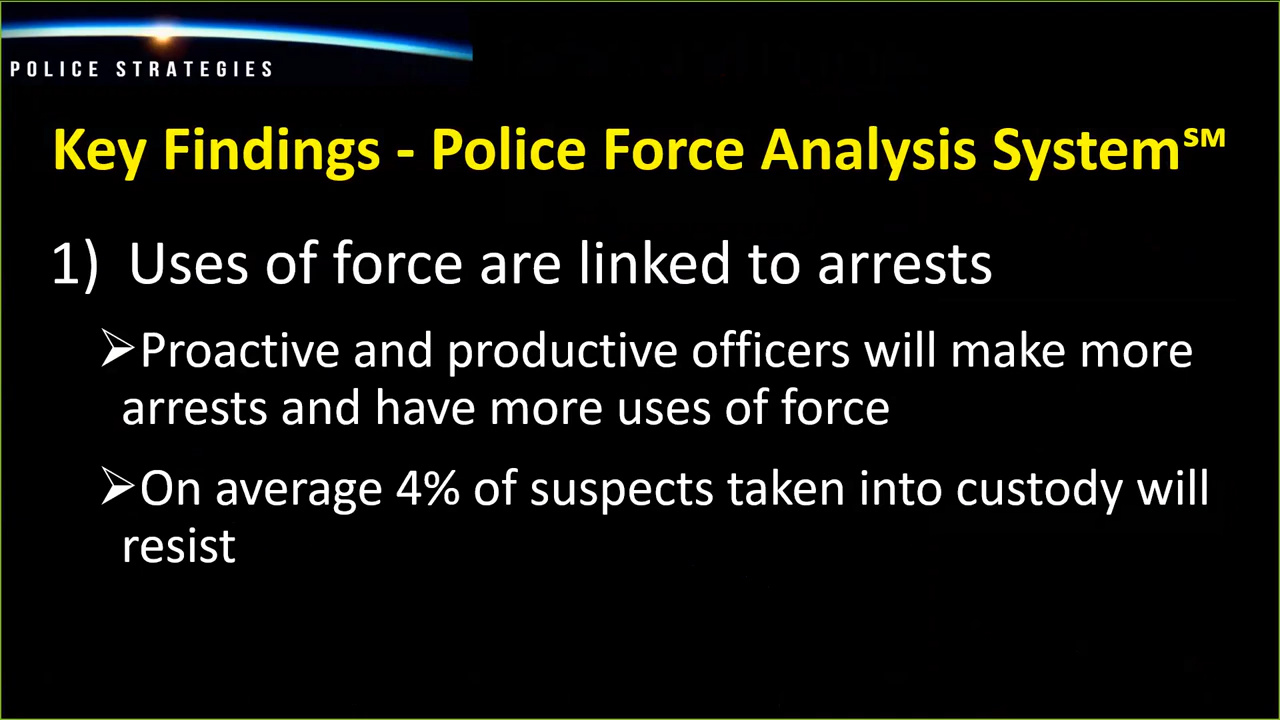 POLICE STRATEGIES
Key Findings - Police Force Analysis System℠
1) Uses of force are linked to arrests
➢Proactive and productive officers will make more
arrests and have more uses of force
➢On average 4% of suspects taken into custody will
resist